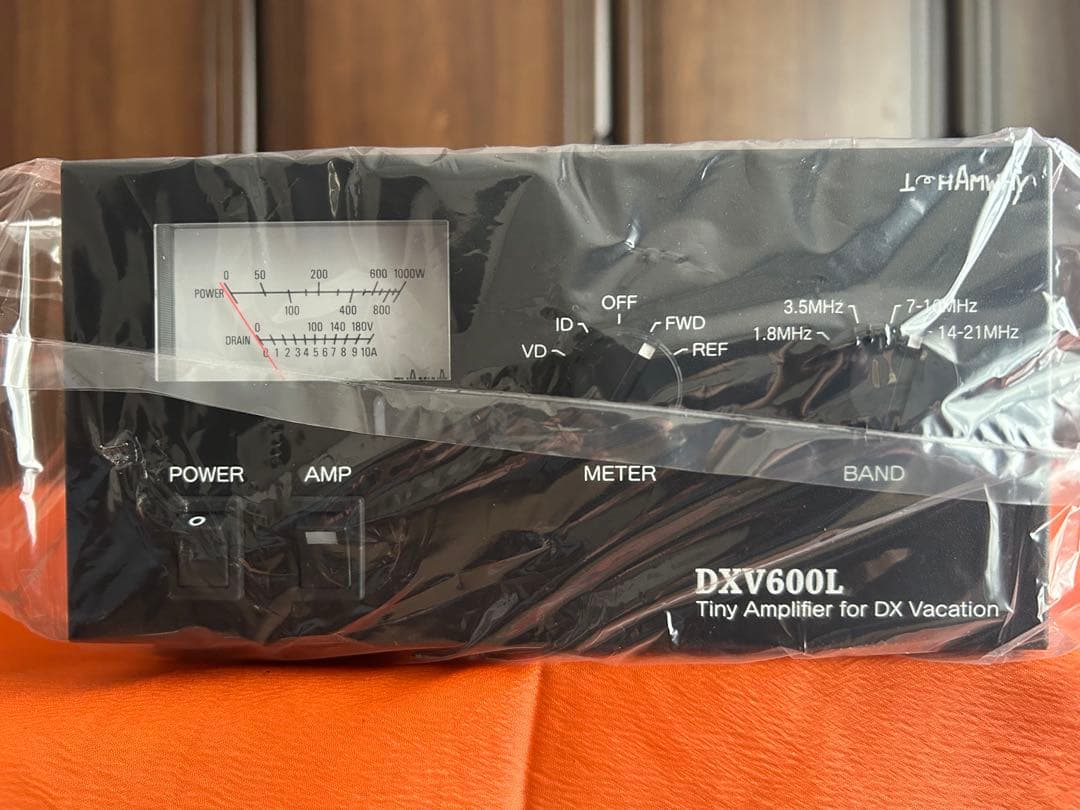 TokyoHAMWAY
0 50 200 600 1000W
POWER
100 400 800
0 100 140 180V
DRAIN
0 1 2 3 4 5 6 7 8 9 10A
OFF
ID FWD
VD REF
3.5MHz 7-10MHz
1.8MHz 14-21MHz
POWER AMP METER BAND
O
DXV600L
Tiny Amplifier for DX Vacation